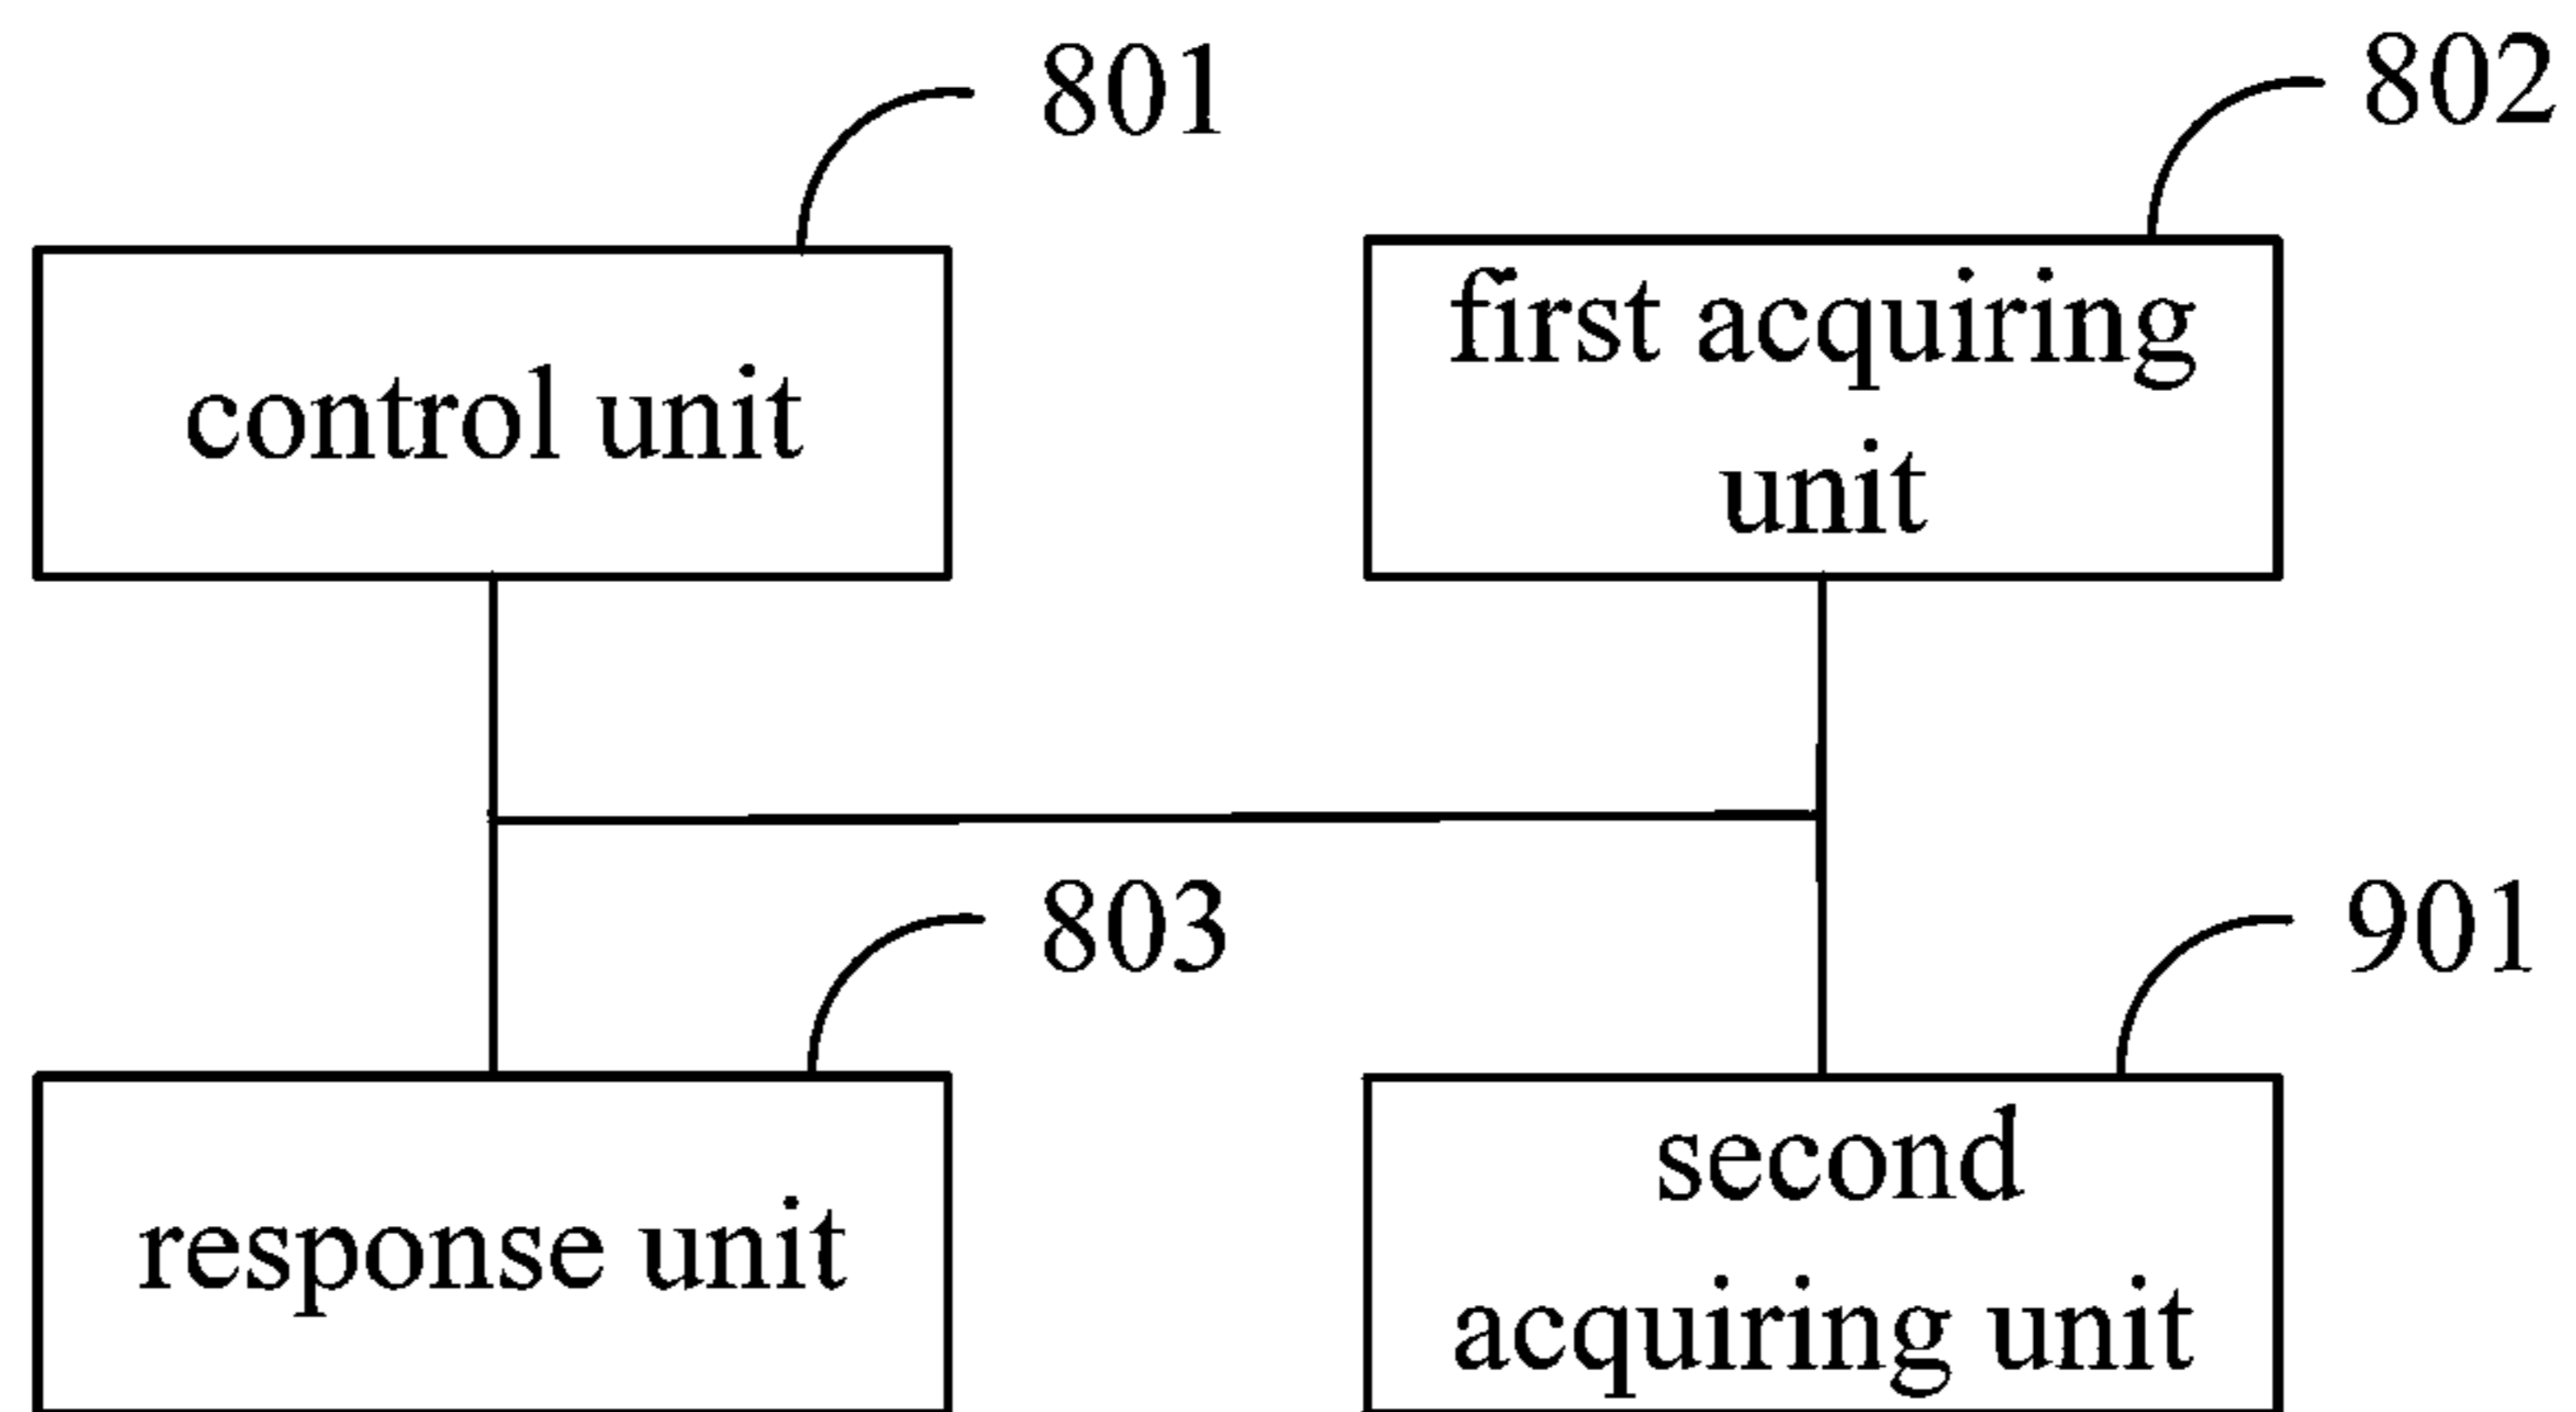 801
802
control unit
first acquiring
unit
803
901
response unit
second
acquiring unit